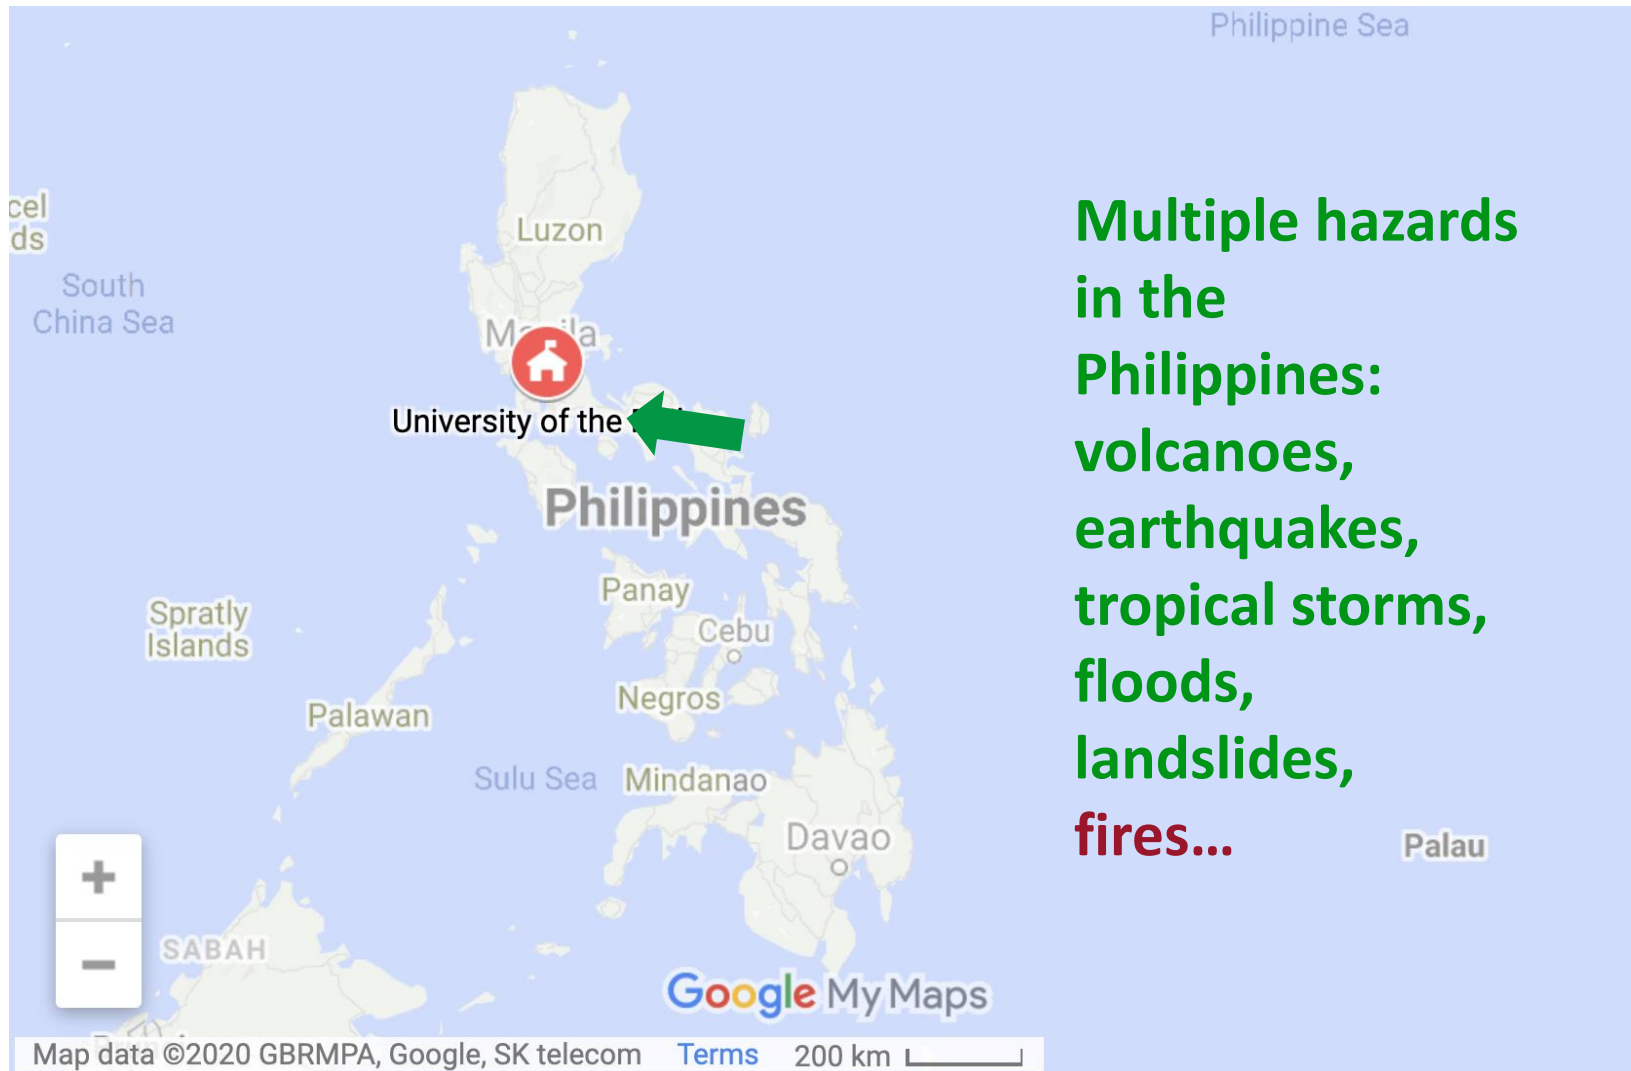 Philippine Sea
cel
ds
Luzon
South
China Sea
University of the
Philippines
Panay
Cebu
Spratly
Islands
Negros
Palawan
Sulu Sea
Mindanao
Davao
SABAH
Google My Maps
Map data ©2020 GBRMPA, Google, SK telecom Terms 200 km
Multiple hazards
in the
Philippines:
volcanoes,
earthquakes,
tropical storms,
floods,
landslides,
fires...
Palau